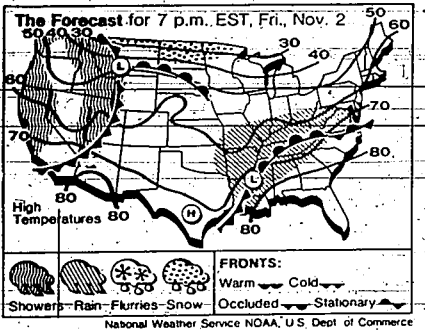 The Forecast for 7 p.m. EST, Fri., Nov. 2
50 40 30
30
40
50
60
60
70
70
80
80
80
80
L
L
H
High
Temperatures
Showers Rain Flurries Snow
FRONTS:
Warm Cold
Occluded Stationary
National Weather Service NOAA, U.S. Dept of Commerce